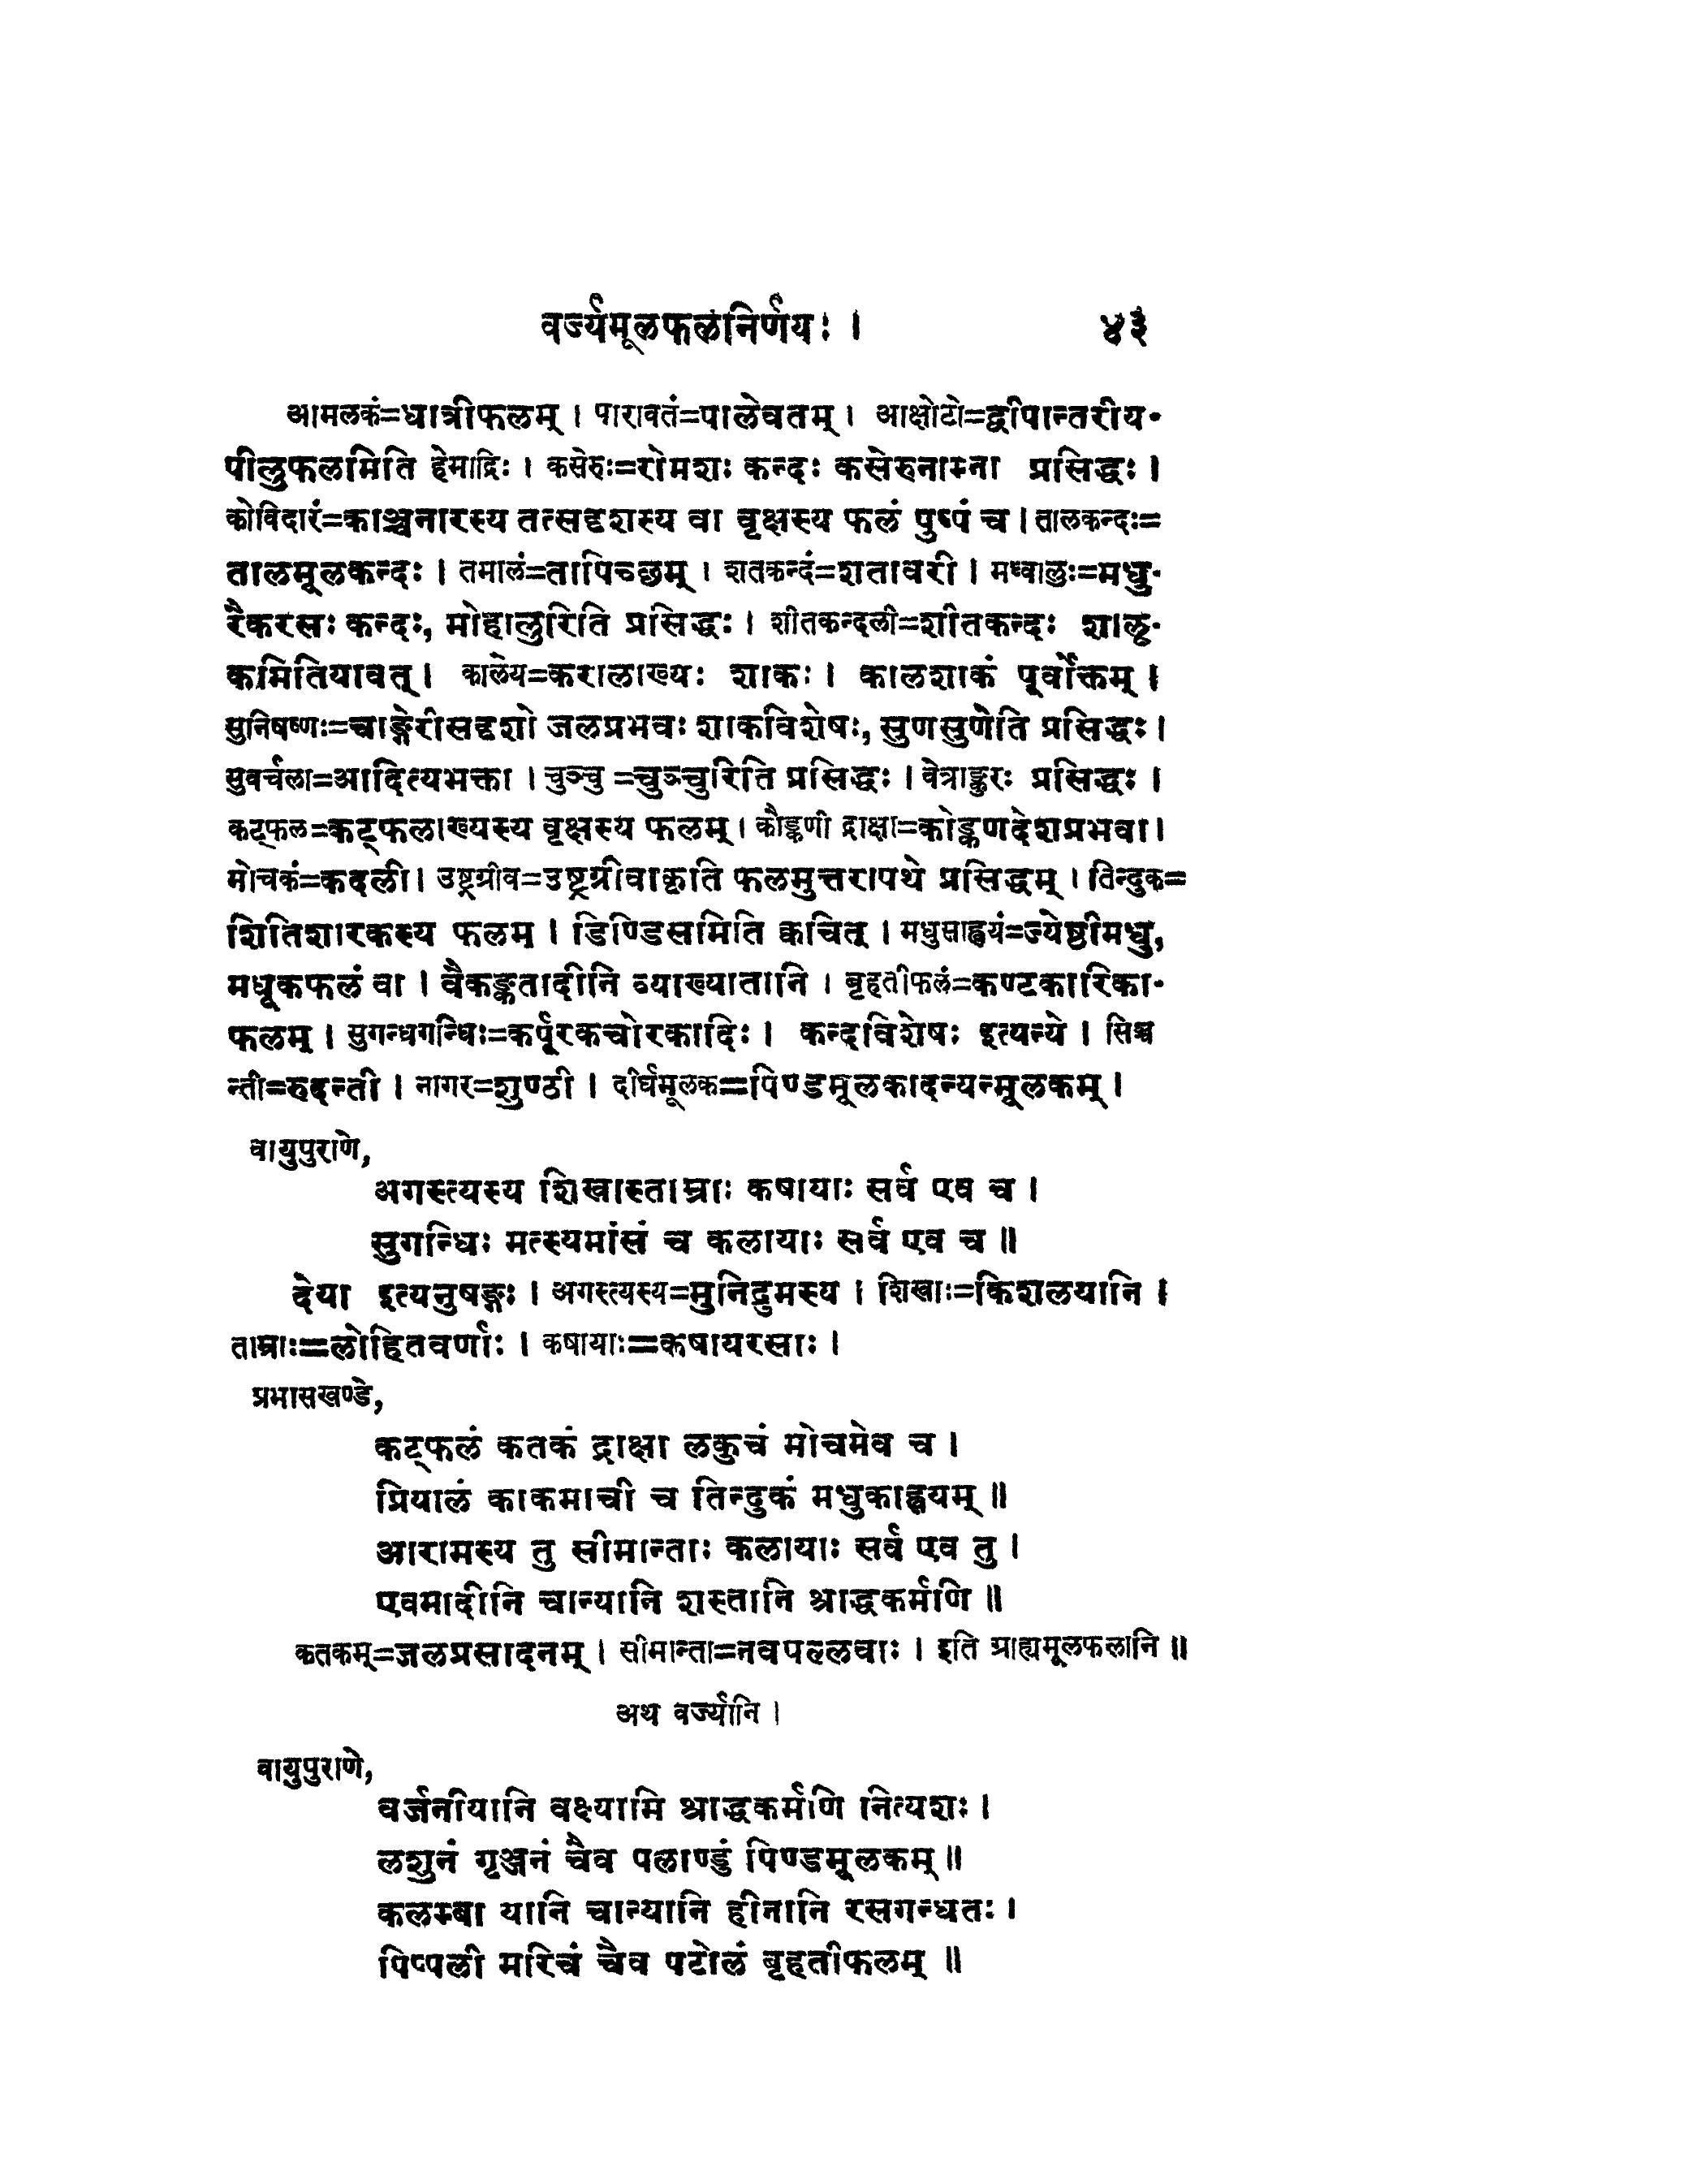 वर्ज्यमूलफलनिर्णयः । ४३
आमलकं=धात्रीफलम् । पारावतं=पालेवतम् । आक्षोटो=द्वीपान्तरीय-
पीलुफलमिति हेमाद्रिः । कसेरुः=रोमशः कन्दः कसेरुनाम्ना प्रसिद्धः ।
कोविदारं=काञ्चनारस्य तत्सदृशस्य वा वृक्षस्य फलं पुष्पं च । तालकन्दः=
तालमूलकन्दः । तमालं=तापिच्छम् । शतकन्दं=शतावरी । मध्वालुः=मधु-
रैकरसः कन्दः, मोहालुरिति प्रसिद्धः । शीतकन्दली=शीतकन्दः शालू-
कमितियावत् । कालेय=करालाख्यः शाकः । कालशाकं पूर्वोक्तम् ।
सुनिषण्णः=चाङ्गेरीसदृशो जलप्रभवः शाकविशेषः, सुणसुणेति प्रसिद्धः ।
सुवर्चला=आदित्यभक्ता । चुञ्चु =चुञ्चुरिति प्रसिद्धः । वेत्राङ्कुरः प्रसिद्धः ।
कट्फल=कट्फलाख्यस्य वृक्षस्य फलम् । कौङ्कणी द्राक्षा=कोङ्कणदेशप्रभवा ।
मोचकं=कदली । उष्ट्रग्रीव=उष्ट्रग्रीवाकृति फलमुत्तरापथे प्रसिद्धम् । तिन्दुक=
शितिशारकस्य फलम् । डिण्डिसमिति क्वचित् । मधुसाह्वयं=ज्येष्ठीमधु,
मधूकफलं वा । वैकङ्कतादीनि व्याख्यातानि । बृहतीफलं=कण्टकारिका-
फलम् । सुगन्धगन्धिः=कर्पूरकचोरकादिः । कन्दविशेषः इत्यन्ये । सिञ्च
न्ती=रुदन्ती । नागर=शुण्ठी । दीर्घमूलक=पिण्डमूलकादन्यन्मूलकम् ।
वायुपुराणे,
अगस्त्यस्य शिखास्ताम्राः कषायाः सर्व एव च ।
सुगन्धिः मत्स्यमांसं च कलायाः सर्व एव च ॥
देया इत्यनुषङ्गः । अगस्त्यस्य=मुनिद्रुमस्य । शिखाः=किशलयानि ।
ताम्राः=लोहितवर्णाः । कषायाः=कषायरसाः ।
प्रभासखण्डे,
कट्फलं कतकं द्राक्षा लकुचं मोचमेव च ।
प्रियालं काकमाची च तिन्दुकं मधुकाह्वयम् ॥
आरामस्य तु सीमान्ताः कलायाः सर्व एव तु ।
एवमादीनि चान्यानि शस्तानि श्राद्धकर्मणि ॥
कतकम्=जलप्रसादनम् । सीमान्ता=नवपल्लवाः । इति ग्राह्यमूलफलानि ॥
अथ वर्ज्यानि ।
वायुपुराणे,
वर्जनीयानि वक्ष्यामि श्राद्धकर्मणि नित्यशः ।
लशुनं गृञ्जनं चैव पलाण्डुं पिण्डमूलकम् ॥
कलम्बा यानि चान्यानि हीनानि रसगन्धतः ।
पिप्पली मरिचं चैव पटोलं बृहतीफलम् ॥